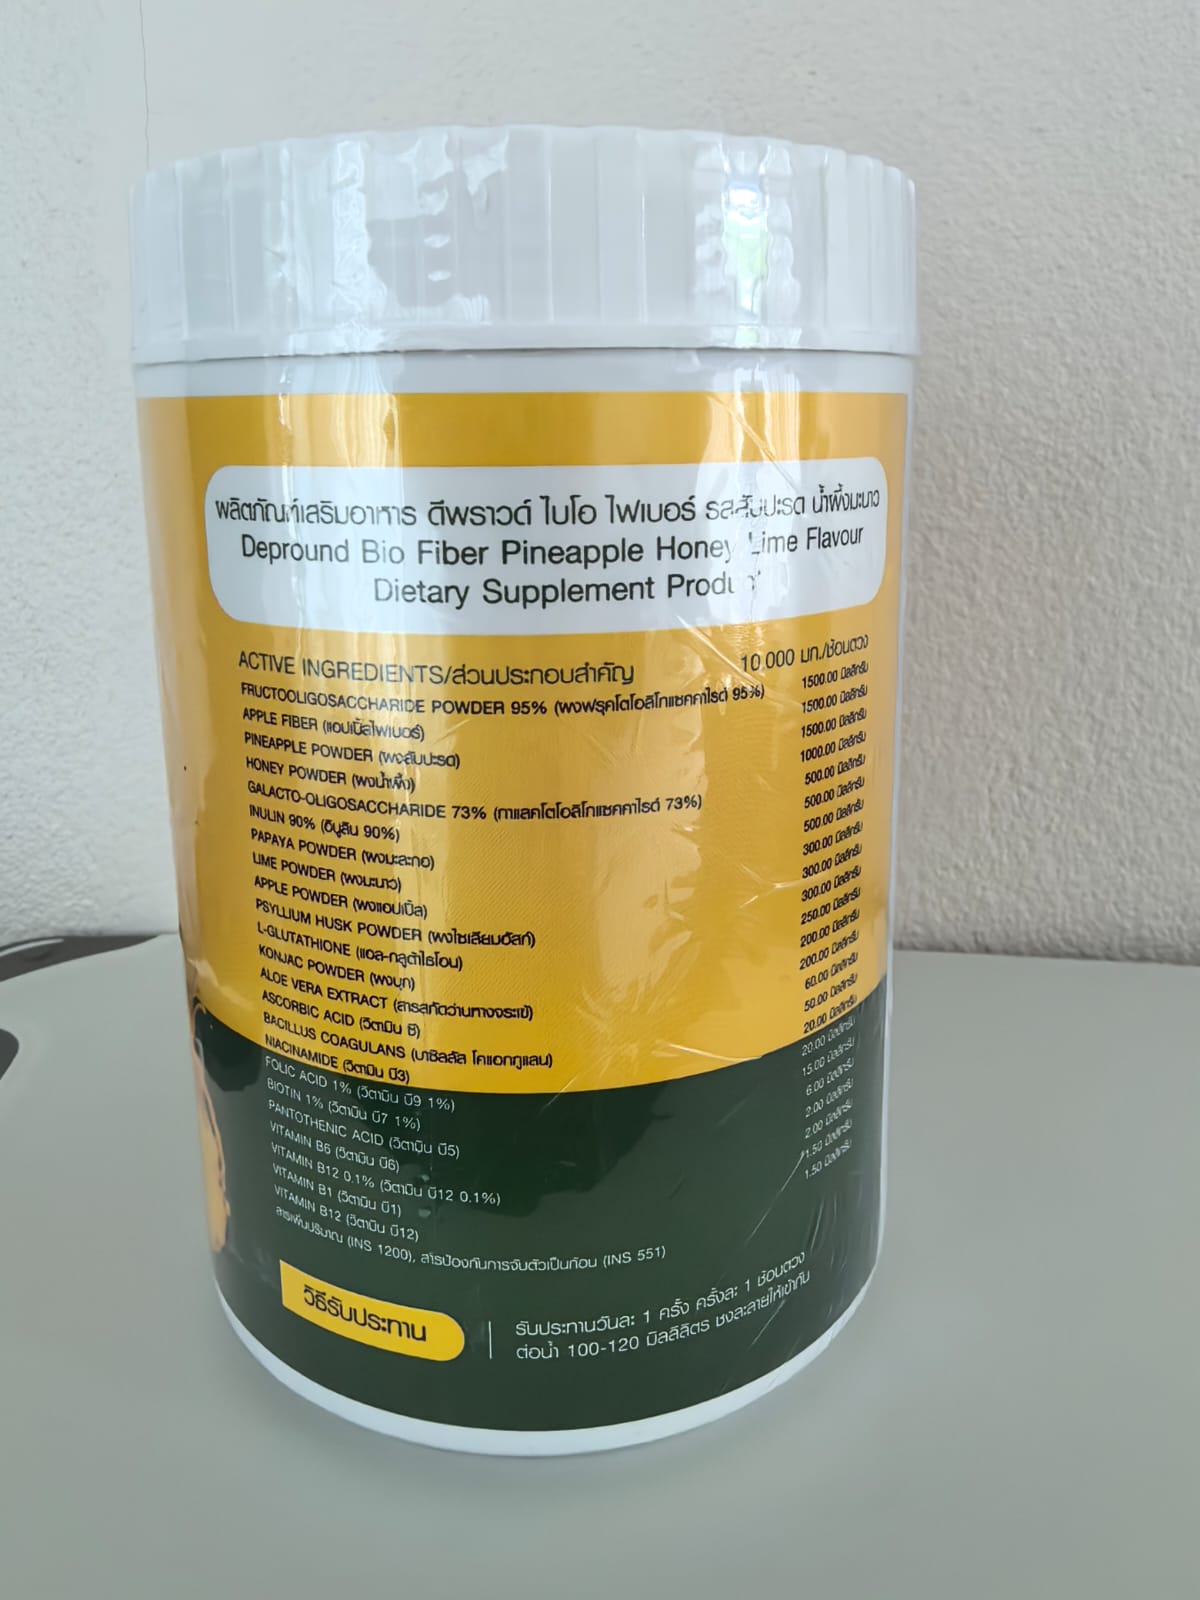 ผลิตภัณฑ์เสริมอาหาร ดีพราวด์ ไบโอ ไฟเบอร์ รสสับปะรด น้ำผึ้งมะนาว
Depround Bio Fiber Pineapple Honey Lime Flavour
Dietary Supplement Product
ACTIVE INGREDIENTS/ส่วนประกอบสำคัญ 10,000 มก./ช้อนตวง
FRUCTOOLIGOSACCHARIDE POWDER 95% (ผงฟรุคโตโอลิโกแซคคาไรด์ 95%) 1500.00 มิลลิกรัม
APPLE FIBER (แอปเปิ้ลไฟเบอร์) 1500.00 มิลลิกรัม
PINEAPPLE POWDER (ผงสับปะรด) 1500.00 มิลลิกรัม
HONEY POWDER (ผงน้ำผึ้ง) 1000.00 มิลลิกรัม
GALACTO-OLIGOSACCHARIDE 73% (กาแลคโตโอลิโกแซคคาไรด์ 73%) 500.00 มิลลิกรัม
INULIN 90% (อินูลิน 90%) 500.00 มิลลิกรัม
PAPAYA POWDER (ผงมะละกอ) 500.00 มิลลิกรัม
LIME POWDER (ผงมะนาว) 300.00 มิลลิกรัม
APPLE POWDER (ผงแอปเปิ้ล) 300.00 มิลลิกรัม
PSYLLIUM HUSK POWDER (ผงไซเลียมฮัสก์) 300.00 มิลลิกรัม
L-GLUTATHIONE (แอล-กลูต้าไธโอน) 250.00 มิลลิกรัม
KONJAC POWDER (ผงบุก) 200.00 มิลลิกรัม
ALOE VERA EXTRACT (สารสกัดว่านหางจระเข้) 200.00 มิลลิกรัม
ASCORBIC ACID (วิตามิน ซี) 60.00 มิลลิกรัม
BACILLUS COAGULANS (บาซิลลัส โคแอกกูแลน) 50.00 มิลลิกรัม
NIACINAMIDE (วิตามิน บี3) 20.00 มิลลิกรัม
FOLIC ACID 1% (วิตามิน บี9 1%) 20.00 มิลลิกรัม
BIOTIN 1% (วิตามิน บี7 1%) 15.00 มิลลิกรัม
PANTOTHENIC ACID (วิตามิน บี5) 6.00 มิลลิกรัม
VITAMIN B6 (วิตามิน บี6) 2.00 มิลลิกรัม
VITAMIN B12 0.1% (วิตามิน บี12 0.1%) 2.00 มิลลิกรัม
VITAMIN B1 (วิตามิน บี1) 1.50 มิลลิกรัม
VITAMIN B12 (วิตามิน บี12) 1.50 มิลลิกรัม
สารเพิ่มปริมาณ (INS 1200), สารป้องกันการจับตัวเป็นก้อน (INS 551)
วิธีรับประทาน
รับประทานวันละ 1 ครั้ง ครั้งละ 1 ช้อนตวง
ต่อน้ำ 100-120 มิลลิลิตร ชงละลายให้เข้ากัน